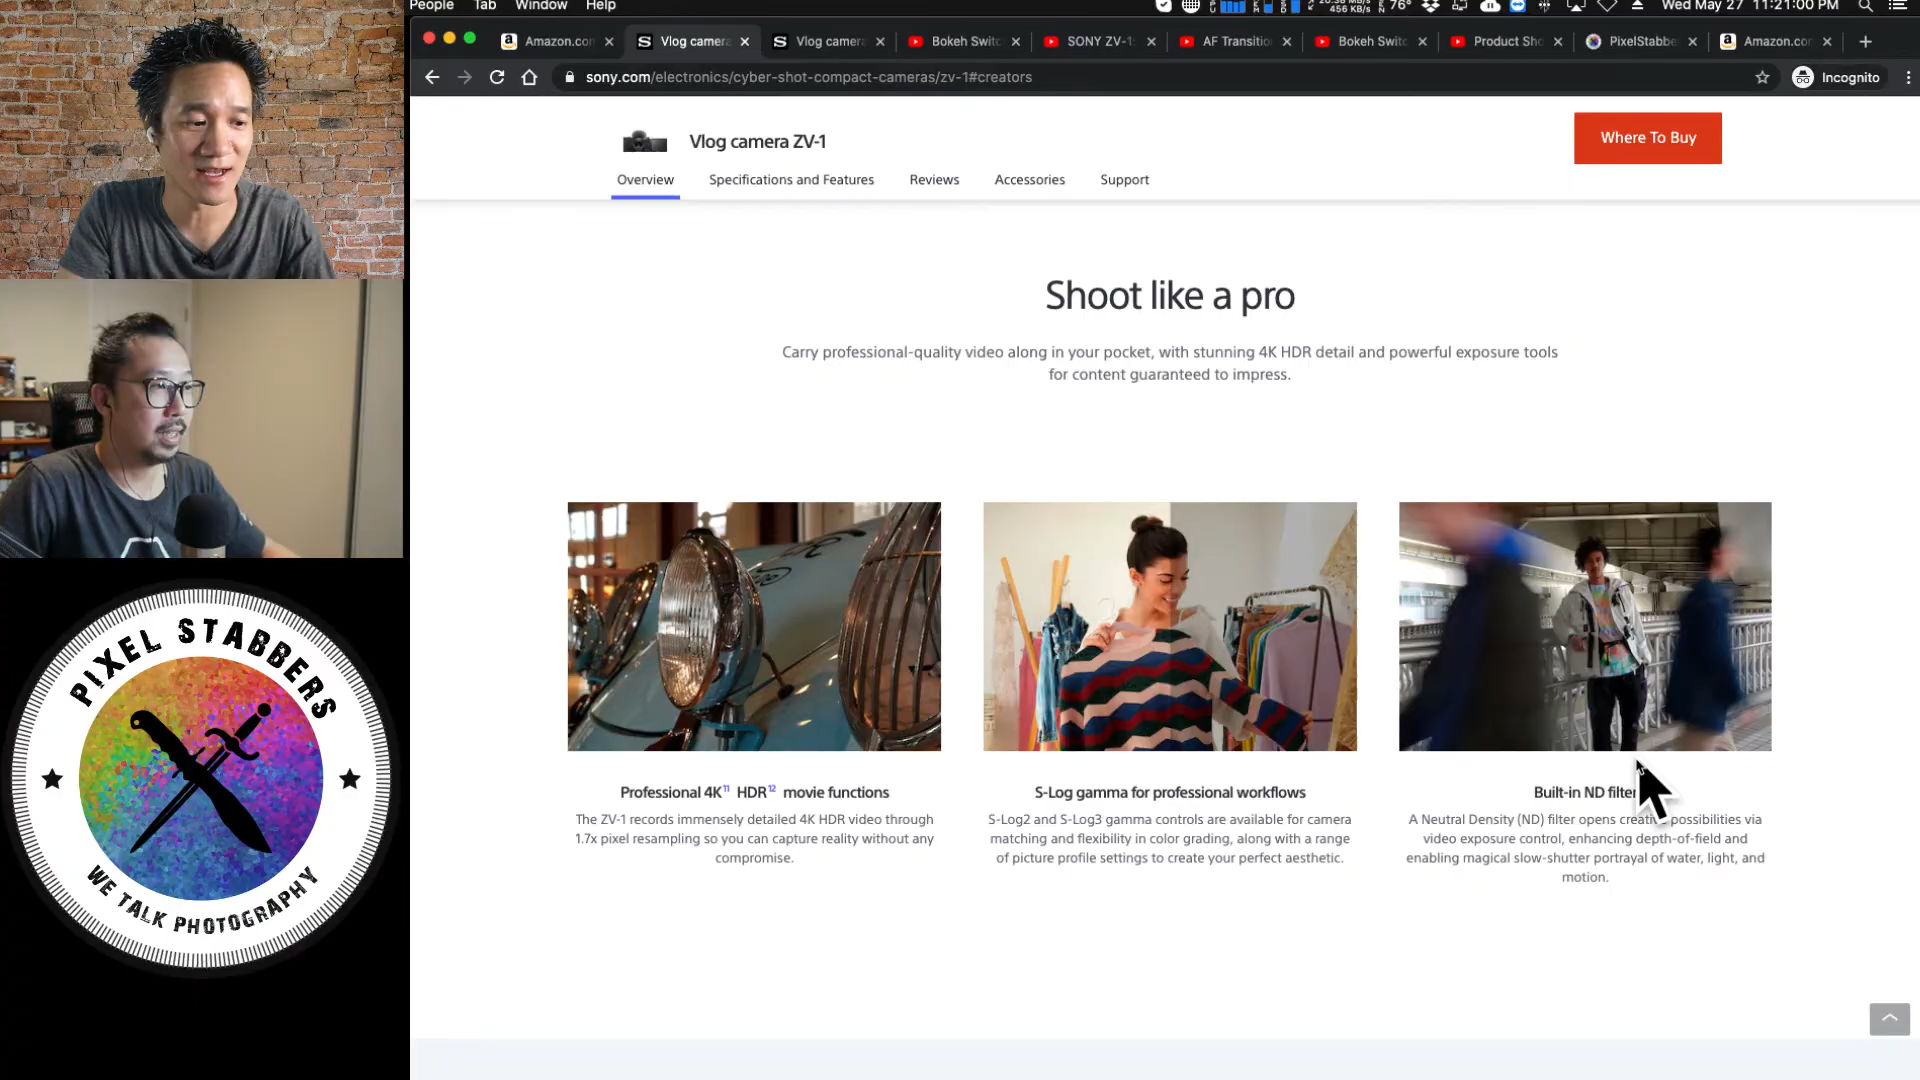 People Tab Window Help
456 KB/s 76° Wed May 27 11:21:00 PM
Amazon.co Vlog camera Vlog camera Bokeh Switc SONY ZV-1 AF Transitio Bokeh Switc Product Sho PixelStabbe Amazon.co
sony.com/electronics/cyber-shot-compact-cameras/zv-1#creators Incognito
Vlog camera ZV-1
Where To Buy
Overview Specifications and Features Reviews Accessories Support
Shoot like a pro
Carry professional-quality video along in your pocket, with stunning 4K HDR detail and powerful exposure tools
for content guaranteed to impress.
Professional 4K11 HDR12 movie functions
The ZV-1 records immensely detailed 4K HDR video through
1.7x pixel resampling so you can capture reality without any
compromise.
S-Log gamma for professional workflows
S-Log2 and S-Log3 gamma controls are available for camera
matching and flexibility in color grading, along with a range
of picture profile settings to create your perfect aesthetic.
Built-in ND filter
A Neutral Density (ND) filter opens creative possibilities via
video exposure control, enhancing depth-of-field and
enabling magical slow-shutter portrayal of water, light, and
motion.
PIXEL STABBERS
WE TALK PHOTOGRAPHY